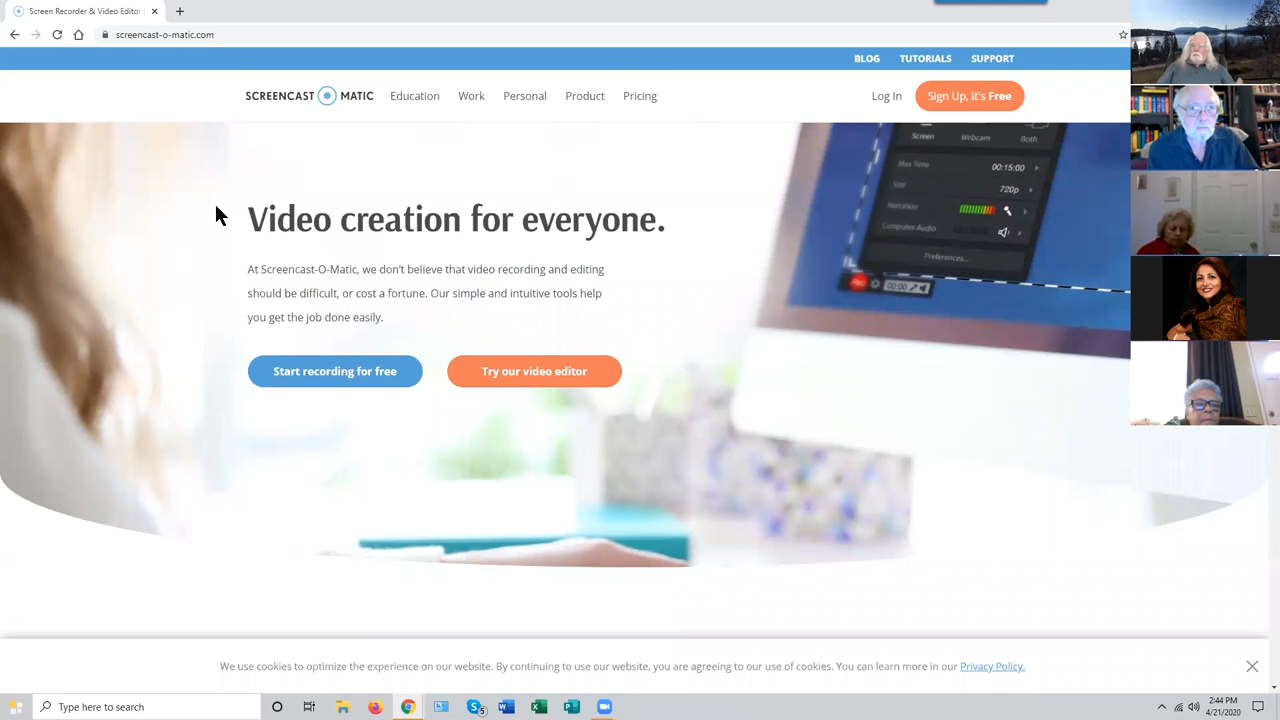 Screen Recorder & Video Editor
screencast-o-matic.com
BLOG TUTORIALS SUPPORT
SCREENCAST O MATIC Education Work Personal Product Pricing Log In Sign Up, It's Free
Screen Webcam Both
Max Time 00:15:00
Size 720p
Narration
Computer Audio
Preferences...
Rec 00:00
Video creation for everyone.
At Screencast-O-Matic, we don't believe that video recording and editing
should be difficult, or cost a fortune. Our simple and intuitive tools help
you get the job done easily.
Start recording for free Try our video editor
We use cookies to optimize the experience on our website. By continuing to use our website, you are agreeing to our use of cookies. You can learn more in our Privacy Policy.
Type here to search
5
2:44 PM
4/21/2020